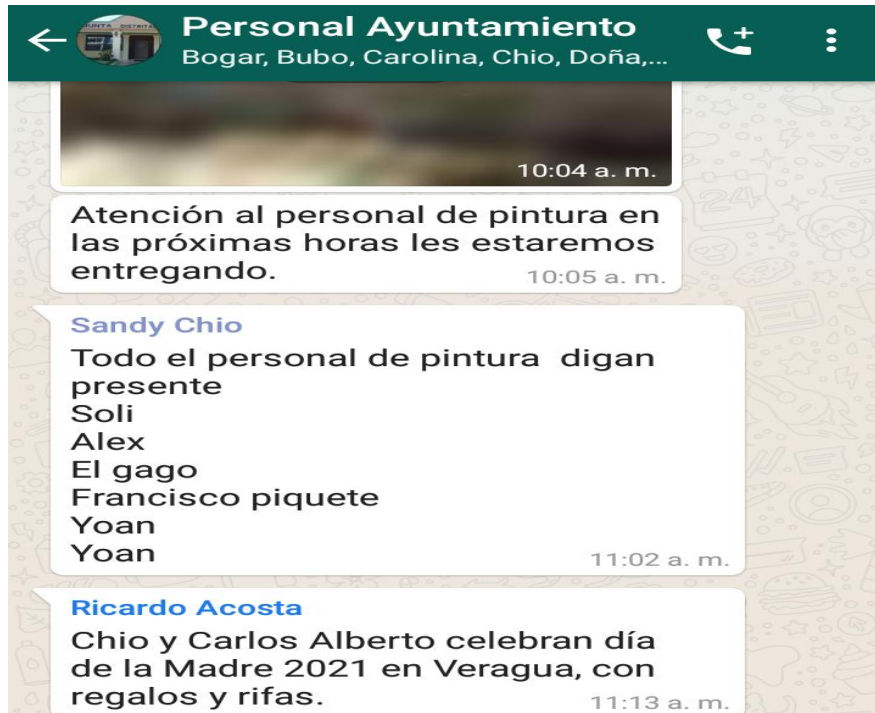 Personal Ayuntamiento
Bogar, Bubo, Carolina, Chio, Doña,...
10:04 a. m.
Atención al personal de pintura en
las próximas horas les estaremos
entregando.
10:05 a. m.
Sandy Chio
Todo el personal de pintura digan
presente
Soli
Alex
El gago
Francisco piquete
Yoan
Yoan
11:02 a. m.
Ricardo Acosta
Chio y Carlos Alberto celebran día
de la Madre 2021 en Veragua, con
regalos y rifas.
11:13 a. m.